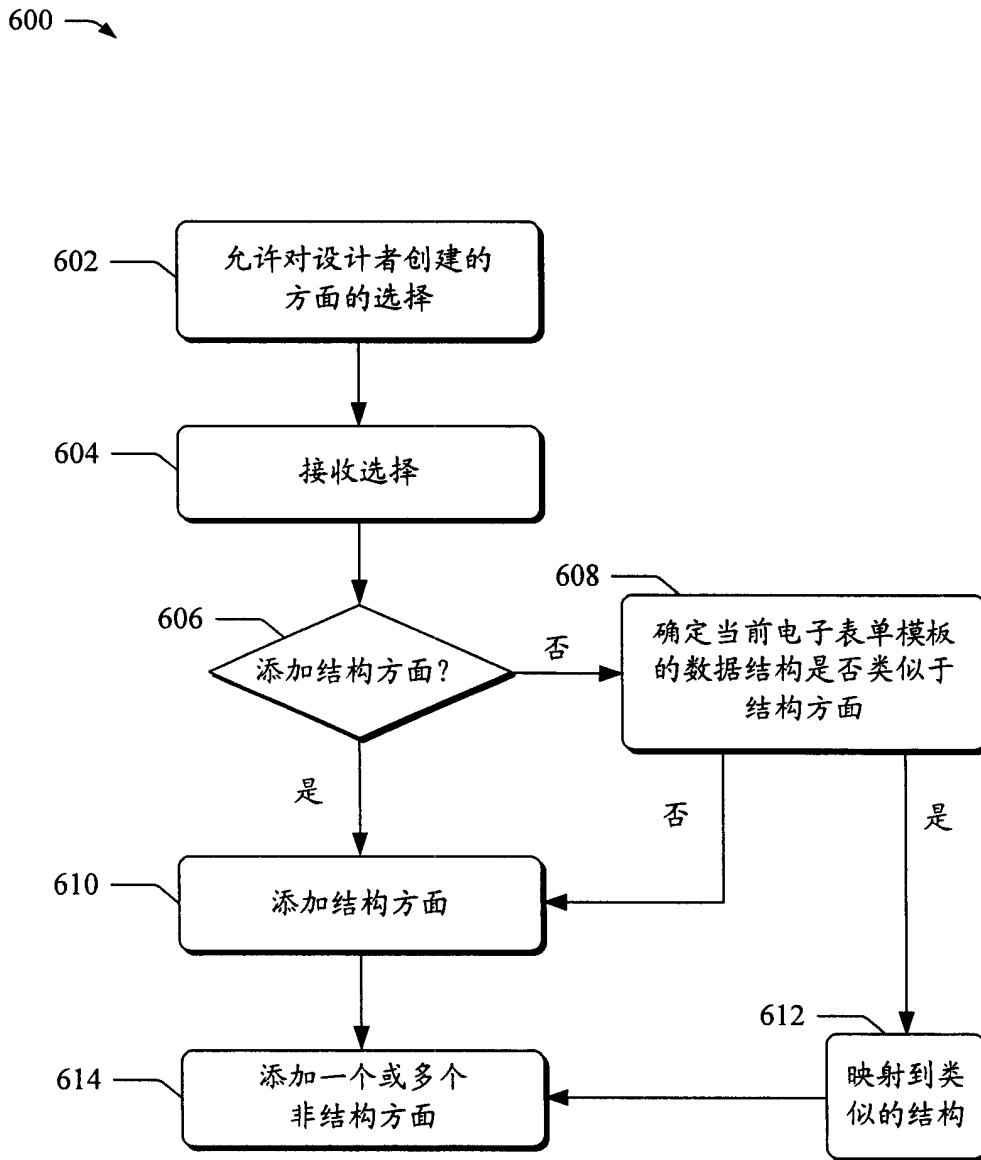 600
602
允许对设计者创建的
方面的选择
604
接收选择
606
添加结构方面?
否
608
确定当前电子表单模板
的数据结构是否类似于
结构方面
是
否
是
610
添加结构方面
612
映射到类
似的结构
614
添加一个或多个
非结构方面